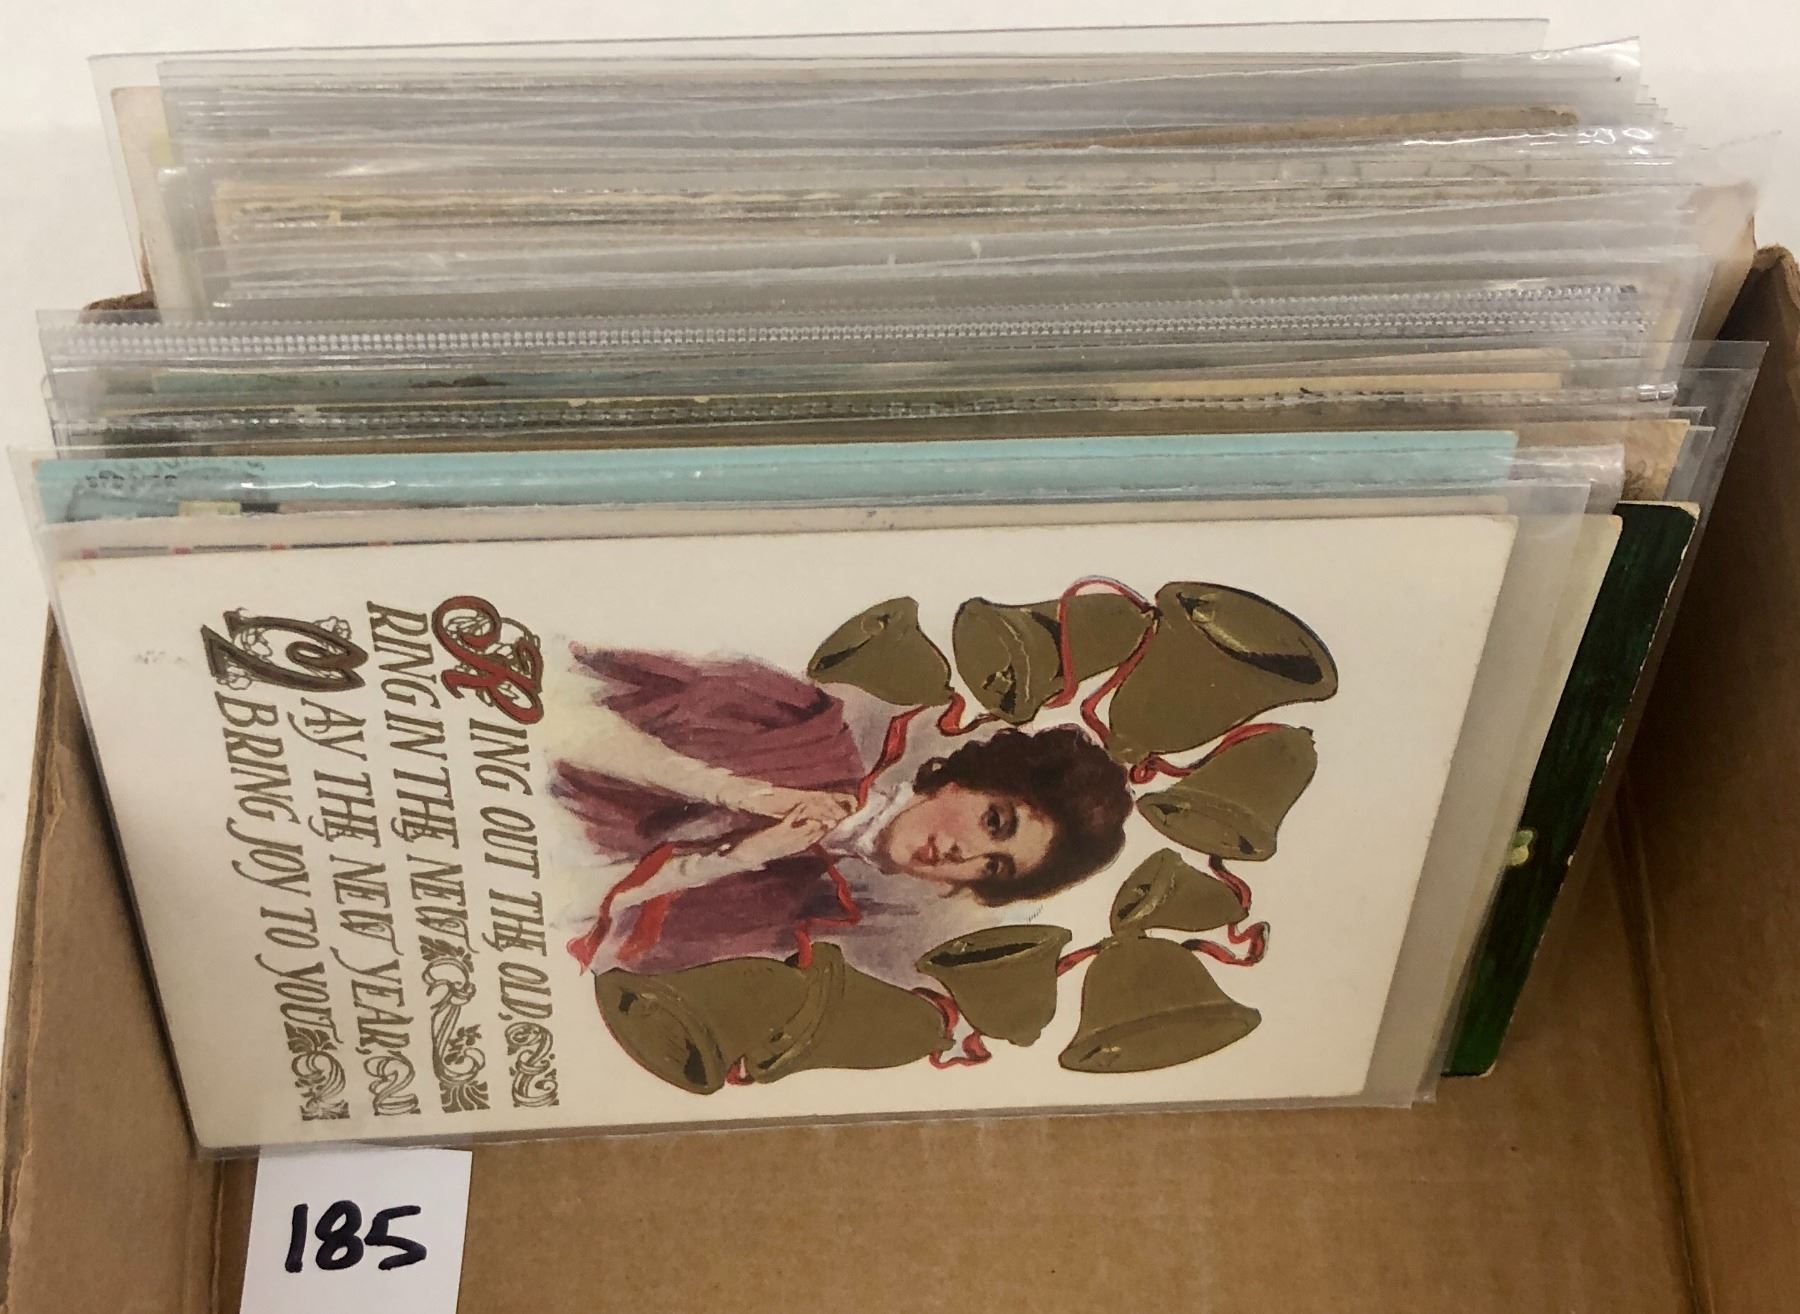 RING OUT THE OLD,
RING IN THE NEW
MAY THE NEW YEAR,
BRING JOY TO YOU
185